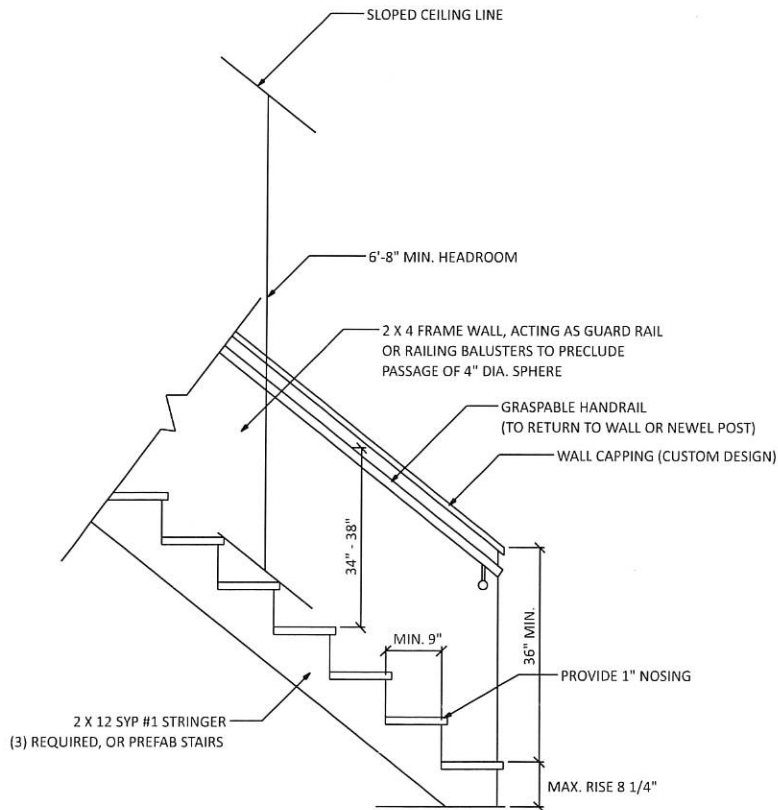 SLOPED CEILING LINE
6'-8" MIN. HEADROOM
2 X 4 FRAME WALL, ACTING AS GUARD RAIL
OR RAILING BALUSTERS TO PRECLUDE
PASSAGE OF 4" DIA. SPHERE
GRASPABLE HANDRAIL
(TO RETURN TO WALL OR NEWEL POST)
WALL CAPPING (CUSTOM DESIGN)
34" - 38"
MIN. 9"
36" MIN.
PROVIDE 1" NOSING
2 X 12 SYP #1 STRINGER
(3) REQUIRED, OR PREFAB STAIRS
MAX. RISE 8 1/4"